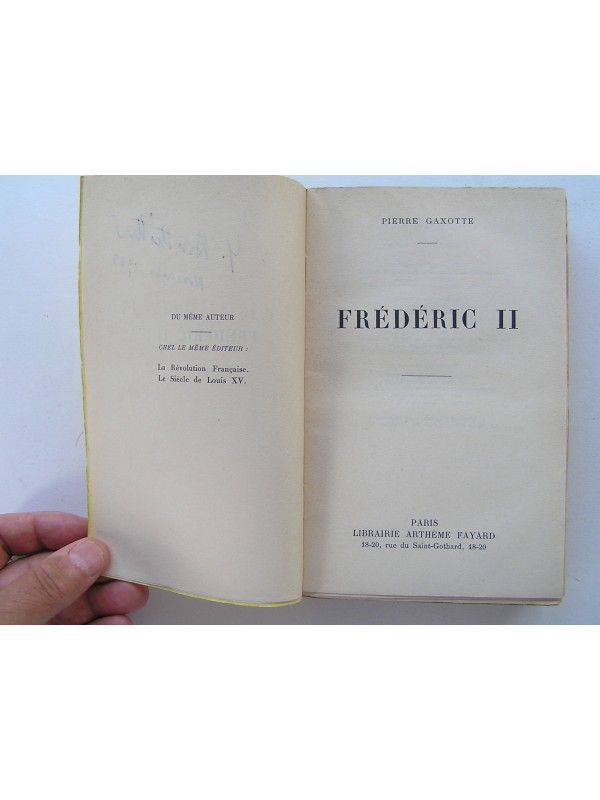 DU MÊME AUTEUR
CHEZ LE MÊME ÉDITEUR :
La Révolution Française.
Le Siècle de Louis XV.
PIERRE GAXOTTE
FRÉDÉRIC II
PARIS
LIBRAIRIE ARTHÈME FAYARD
18-20, rue du Saint-Gothard, 18-20